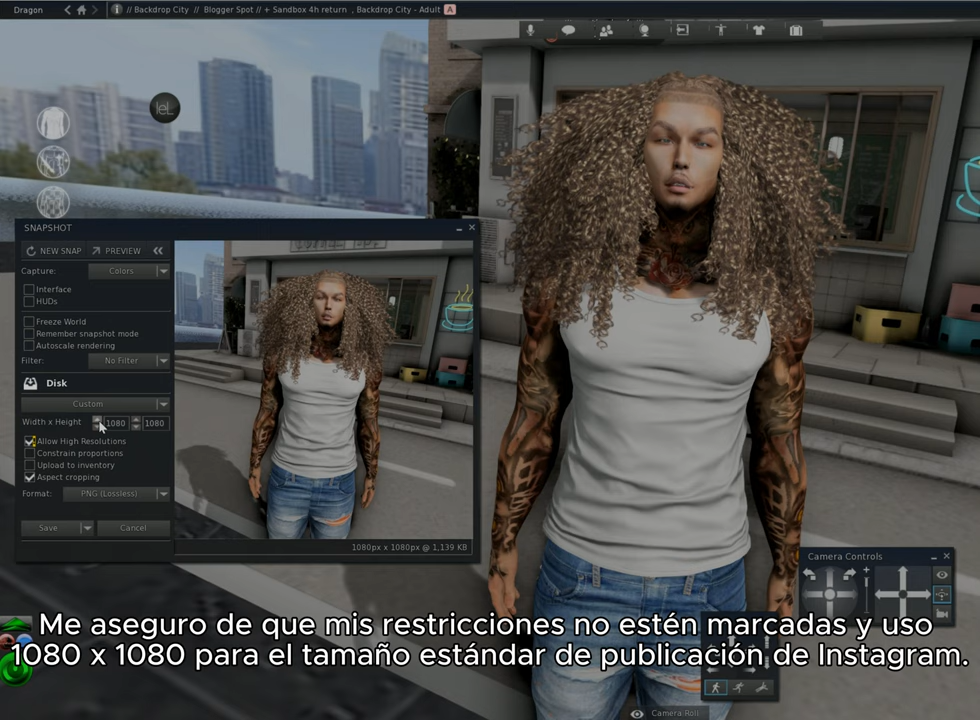 Dragon
// Backdrop City // Blogger Spot // + Sandbox 4h return , Backdrop City - Adult A
leL
SNAPSHOT
NEW SNAP PREVIEW
Capture: Colors
Interface
HUDs
Freeze World
Remember snapshot mode
Autoscale rendering
Filter: No Filter
Disk
Custom
Width x Height 1080 1080
Allow High Resolutions
Constrain proportions
Upload to inventory
Aspect cropping
Format: PNG (Lossless)
Save Cancel
1080px x 1080px @ 1,139 KB
Camera Controls
Me aseguro de que mis restricciones no estén marcadas y uso
1080 x 1080 para el tamaño estándar de publicación de Instagram.
Camera Roll